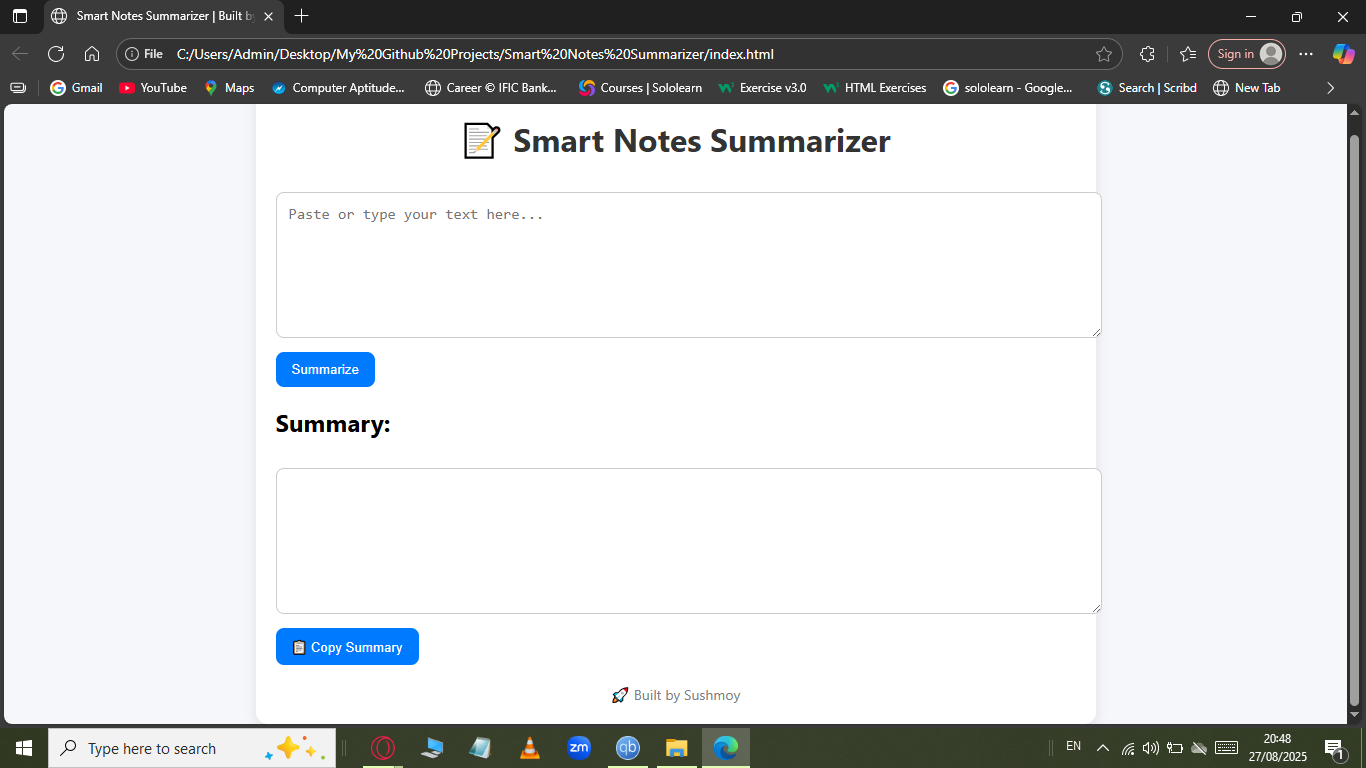 Smart Notes Summarizer | Built by
File C:/Users/Admin/Desktop/My%20Github%20Projects/Smart%20Notes%20Summarizer/index.html Sign in
Gmail YouTube Maps Computer Aptitude... Career © IFIC Bank... Courses | Sololearn Exercise v3.0 HTML Exercises sololearn - Google... Search | Scribd New Tab
Smart Notes Summarizer
Paste or type your text here...
Summarize
Summary:
Copy Summary
Built by Sushmoy
Type here to search zm qb EN 20:48
27/08/2025 1